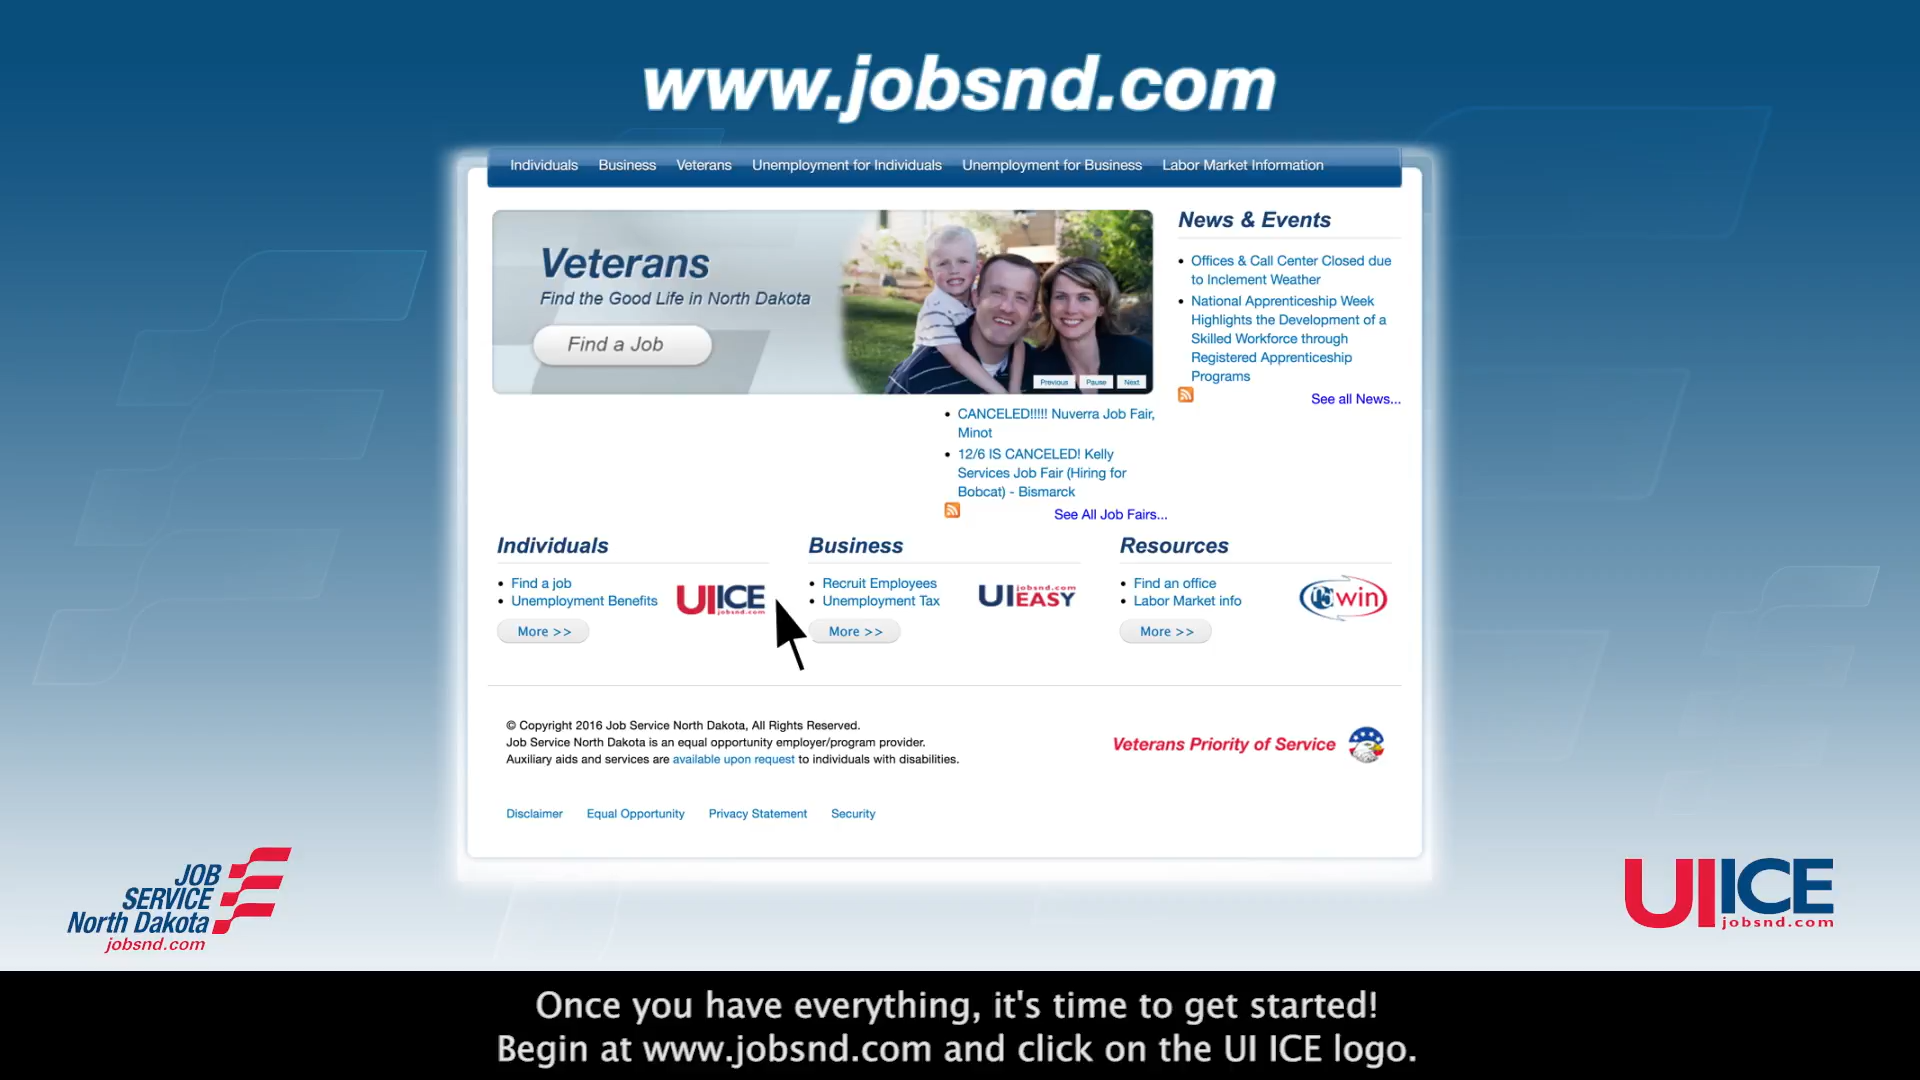 www.jobsnd.com
Individuals Business Veterans Unemployment for Individuals Unemployment for Business Labor Market Information
Veterans
Find the Good Life in North Dakota
Find a Job
Previous Pause Next
News & Events
Offices & Call Center Closed due
to Inclement Weather
National Apprenticeship Week
Highlights the Development of a
Skilled Workforce through
Registered Apprenticeship
Programs
See all News...
CANCELED!!!!! Nuverra Job Fair,
Minot
12/6 IS CANCELED! Kelly
Services Job Fair (Hiring for
Bobcat) - Bismarck
See All Job Fairs...
Individuals
Find a job
Unemployment Benefits
More >>
UIICE
jobsnd.com
Business
Recruit Employees
Unemployment Tax
More >>
jobsnd.com
UIEASY
Resources
Find an office
Labor Market info
More >>
win
© Copyright 2016 Job Service North Dakota, All Rights Reserved.
Job Service North Dakota is an equal opportunity employer/program provider.
Auxiliary aids and services are available upon request to individuals with disabilities.
Veterans Priority of Service
Disclaimer Equal Opportunity Privacy Statement Security
JOB
SERVICE
North Dakota
jobsnd.com
UIICE
jobsnd.com
Once you have everything, it's time to get started!
Begin at www.jobsnd.com and click on the UI ICE logo.